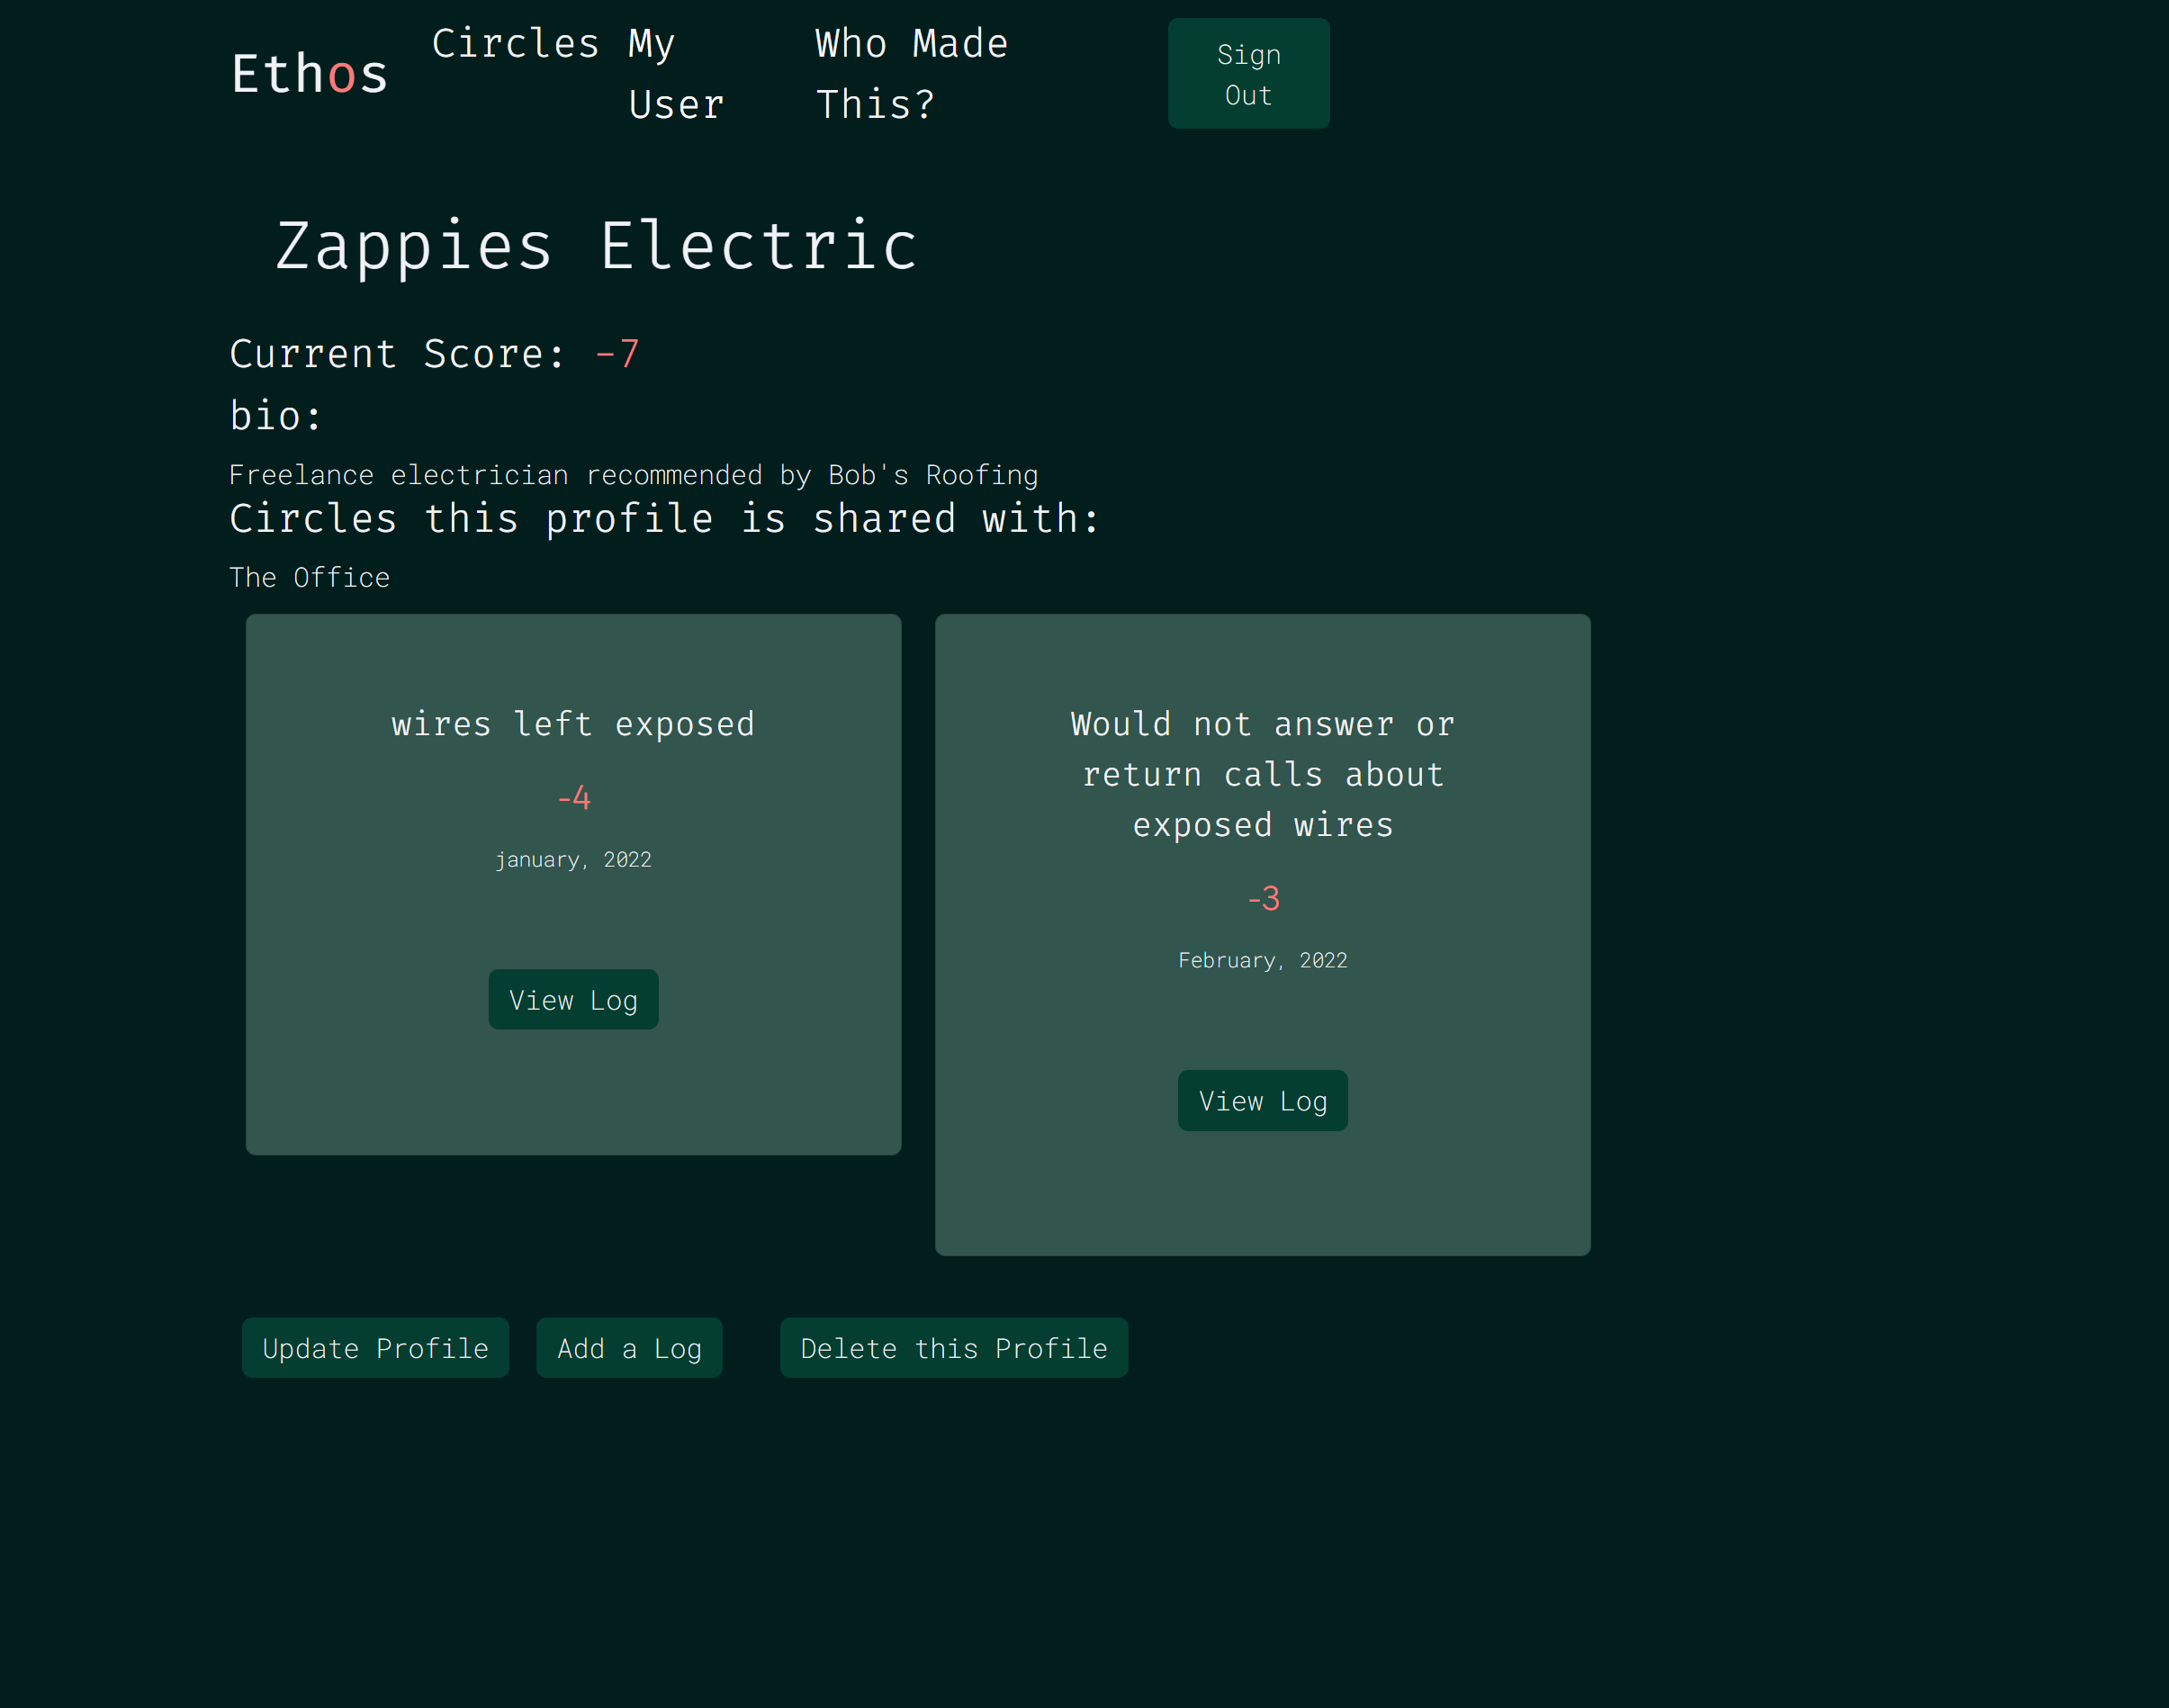 Ethos
Circles
My
User
Who Made
This?
Sign
Out
Zappies Electric
Current Score: -7
bio:
Freelance electrician recommended by Bob's Roofing
Circles this profile is shared with:
The Office
wires left exposed
-4
january, 2022
View Log
Would not answer or
return calls about
exposed wires
-3
February, 2022
View Log
Update Profile
Add a Log
Delete this Profile